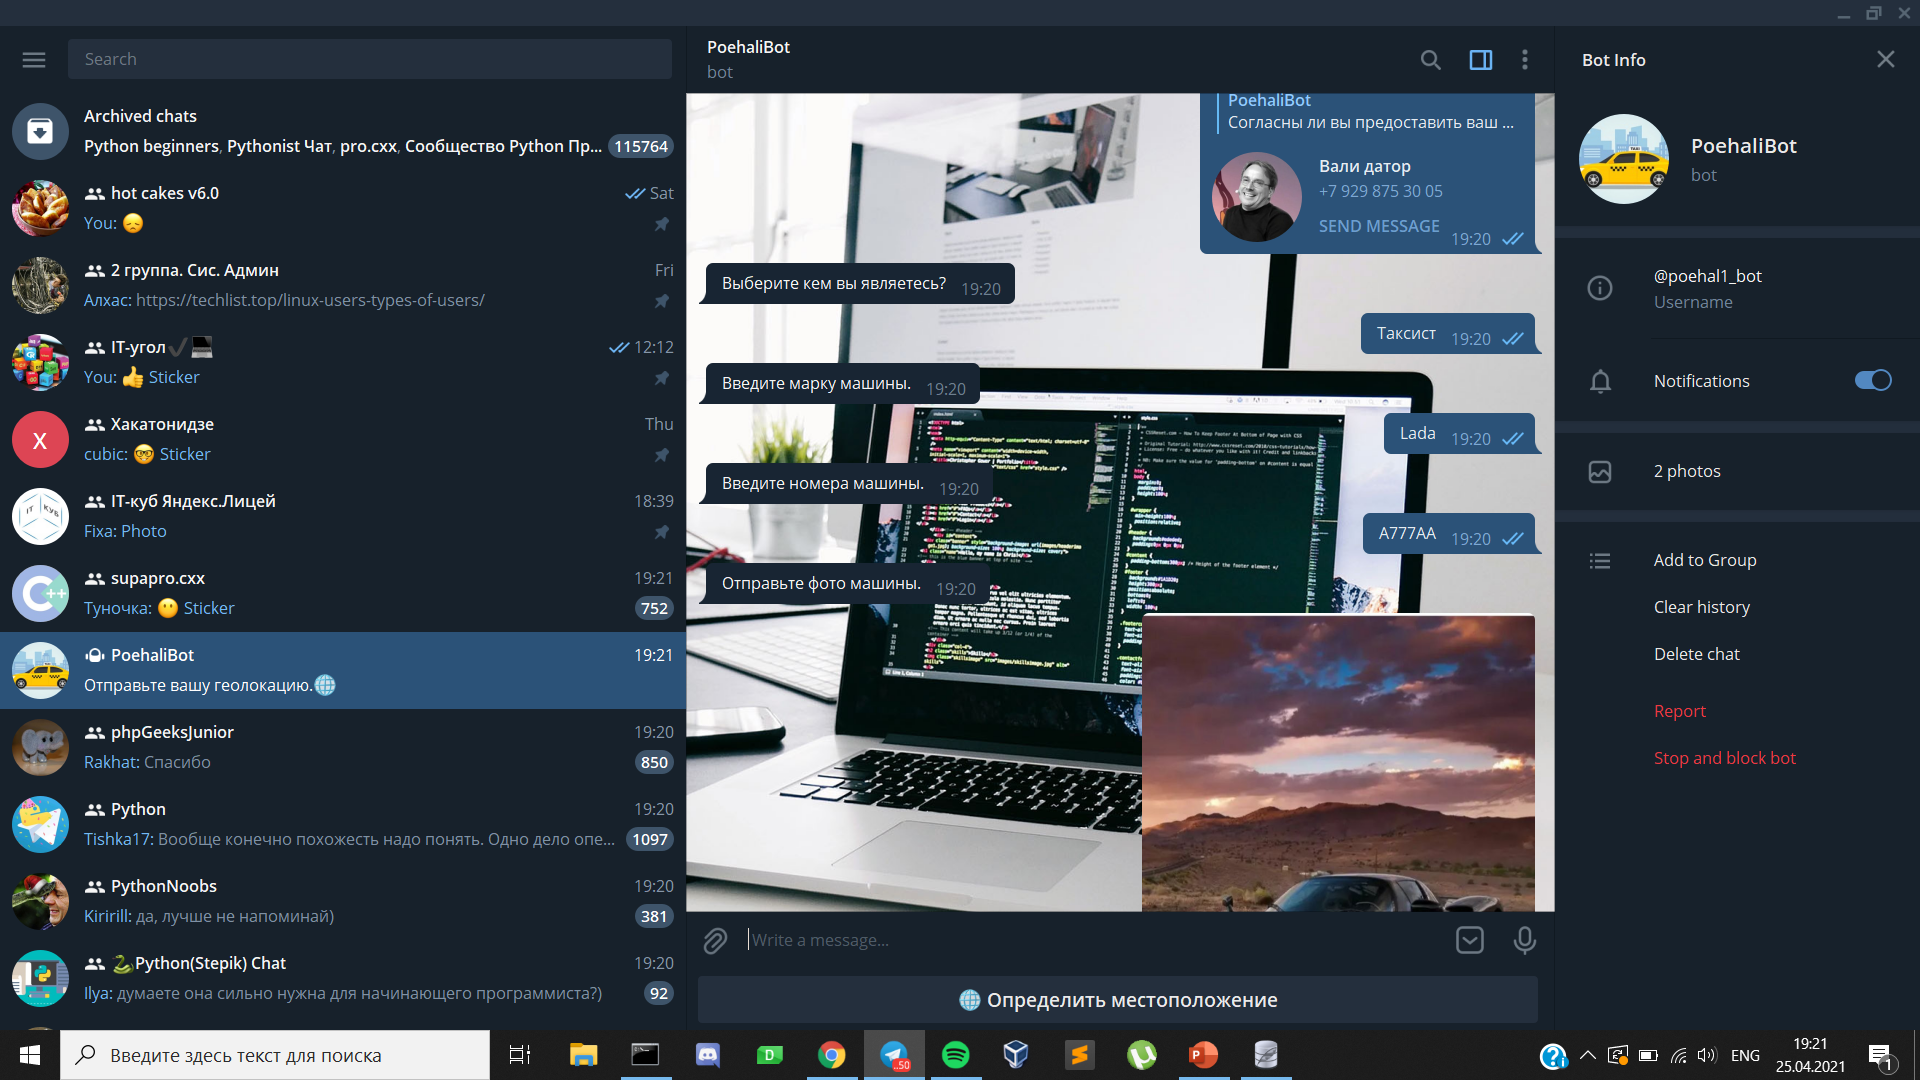 Search
Archived chats
Python beginners, Pythonist Чат, pro.cxx, Сообщество Python Пр... 115764
hot cakes v6.0 Sat
You: 😞
2 группа. Сис. Админ Fri
Алхас: https://techlist.top/linux-users-types-of-users/
IT-угол✔💻 12:12
You: 👍 Sticker
X
Хакатонидзе Thu
cubic: 🤓 Sticker
IT-куб Яндекс.Лицей 18:39
Fixa: Photo
supapro.cxx 19:21
Туночка: 😶 Sticker 752
PoehaliBot 19:21
Отправьте вашу геолокацию.🌐
phpGeeksJunior 19:20
Rakhat: Спасибо 850
Python 19:20
Tishka17: Вообще конечно похожесть надо понять. Одно дело опе... 1097
PythonNoobs 19:20
Kiririll: да, лучше не напоминай) 381
🐍Python(Stepik) Chat 19:20
Ilya: думаете она сильно нужна для начинающего программиста?) 92
PoehaliBot
bot
PoehaliBot
Согласны ли вы предоставить ваш ...
Вали датор
+7 929 875 30 05
SEND MESSAGE 19:20
Выберите кем вы являетесь? 19:20
Таксист 19:20
Введите марку машины. 19:20
Lada 19:20
Введите номера машины. 19:20
A777AA 19:20
Отправьте фото машины. 19:20
Write a message...
🌐 Определить местоположение
Bot Info
TAXI
PoehaliBot
bot
@poehal1_bot
Username
Notifications
2 photos
Add to Group
Clear history
Delete chat
Report
Stop and block bot
Введите здесь текст для поиска
..50
ENG
19:21
25.04.2021
1